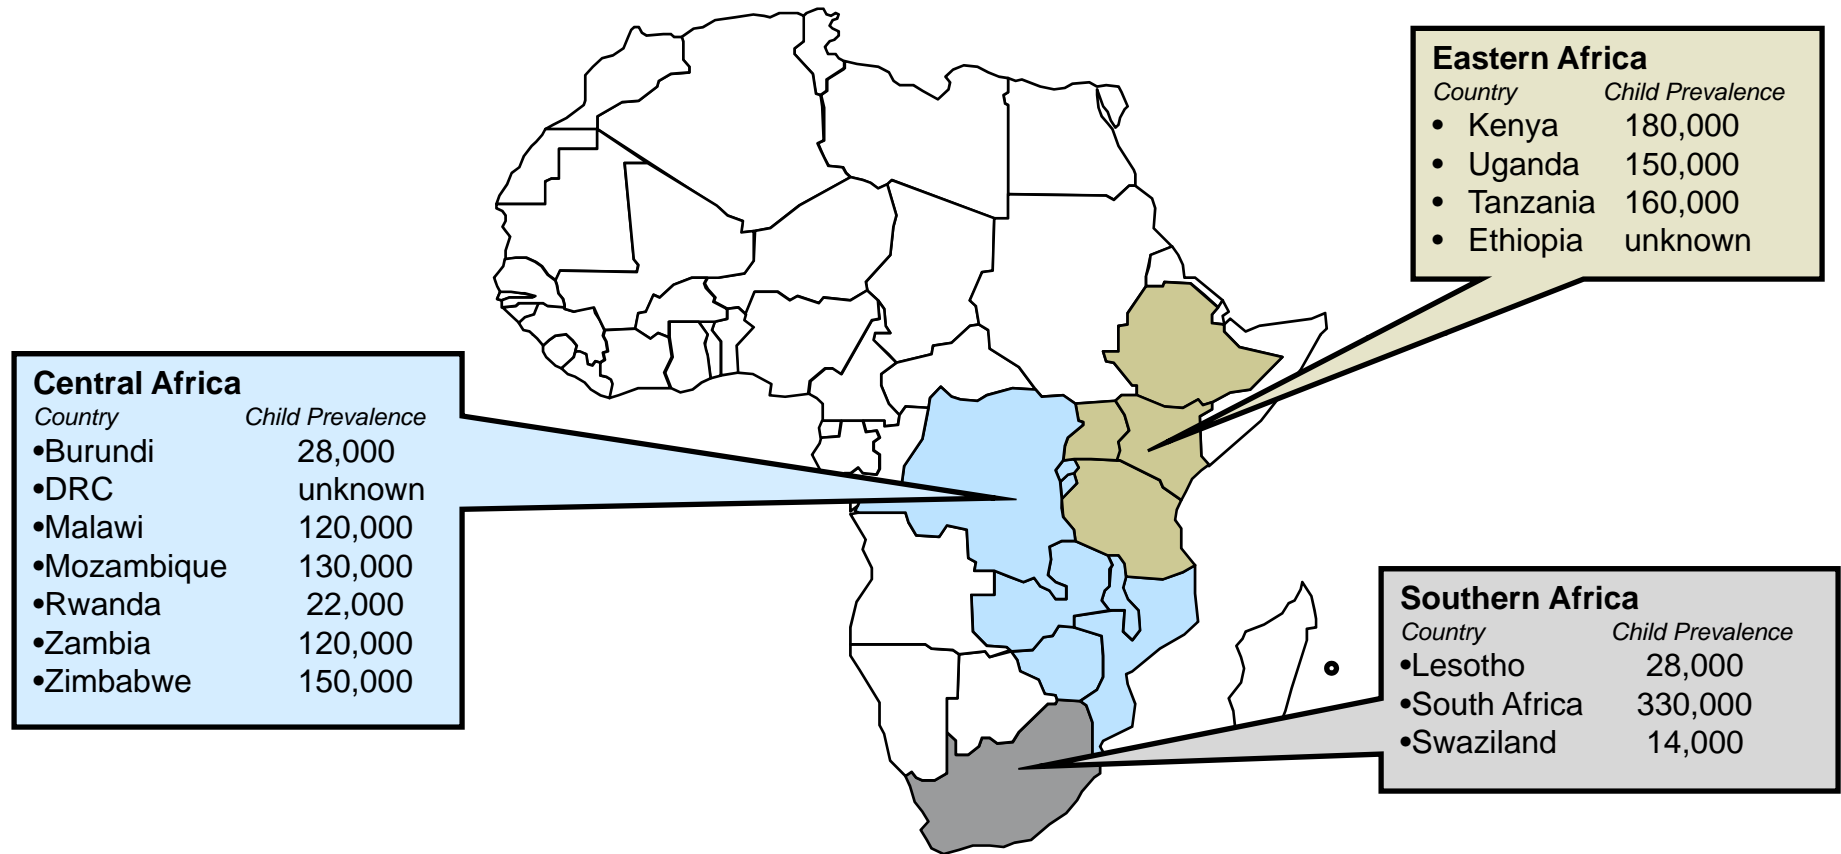 Eastern Africa
Country Child Prevalence
• Kenya 180,000
• Uganda 150,000
• Tanzania 160,000
• Ethiopia unknown
Central Africa
Country Child Prevalence
•Burundi 28,000
•DRC unknown
•Malawi 120,000
•Mozambique 130,000
•Rwanda 22,000
•Zambia 120,000
•Zimbabwe 150,000
Southern Africa
Country Child Prevalence
•Lesotho 28,000
•South Africa 330,000
•Swaziland 14,000